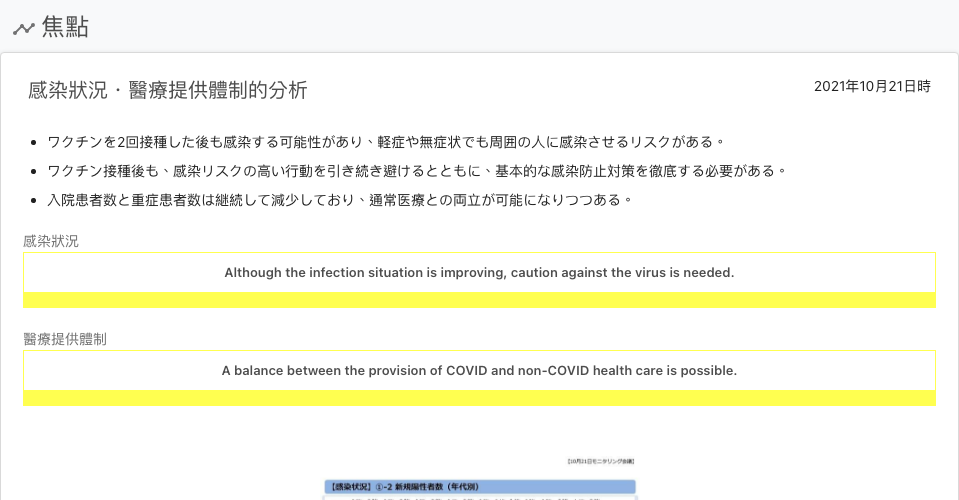 焦點
感染狀況・醫療提供體制的分析
2021年10月21日時
ワクチンを2回接種した後も感染する可能性があり、軽症や無症状でも周囲の人に感染させるリスクがある。
ワクチン接種後も、感染リスクの高い行動を引き続き避けるとともに、基本的な感染防止対策を徹底する必要がある。
入院患者数と重症患者数は継続して減少しており、通常医療との両立が可能になりつつある。
感染狀況
Although the infection situation is improving, caution against the virus is needed.
醫療提供體制
A balance between the provision of COVID and non-COVID health care is possible.
【10月21日モニタリング会議】
【感染状況】①-2 新規陽性者数（年代別）